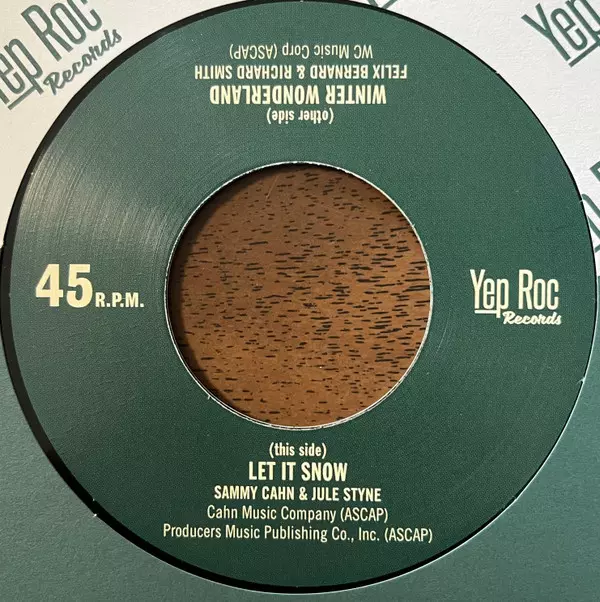 Yep Roc
Records
Yep
(other side)
WINTER WONDERLAND
FELIX BERNARD & RICHARD SMITH
WC Music Corp (ASCAP)
45 R.P.M.
Yep Roc
Records
(this side)
LET IT SNOW
SAMMY CAHN & JULE STYNE
Cahn Music Company (ASCAP)
Producers Music Publishing Co., Inc. (ASCAP)